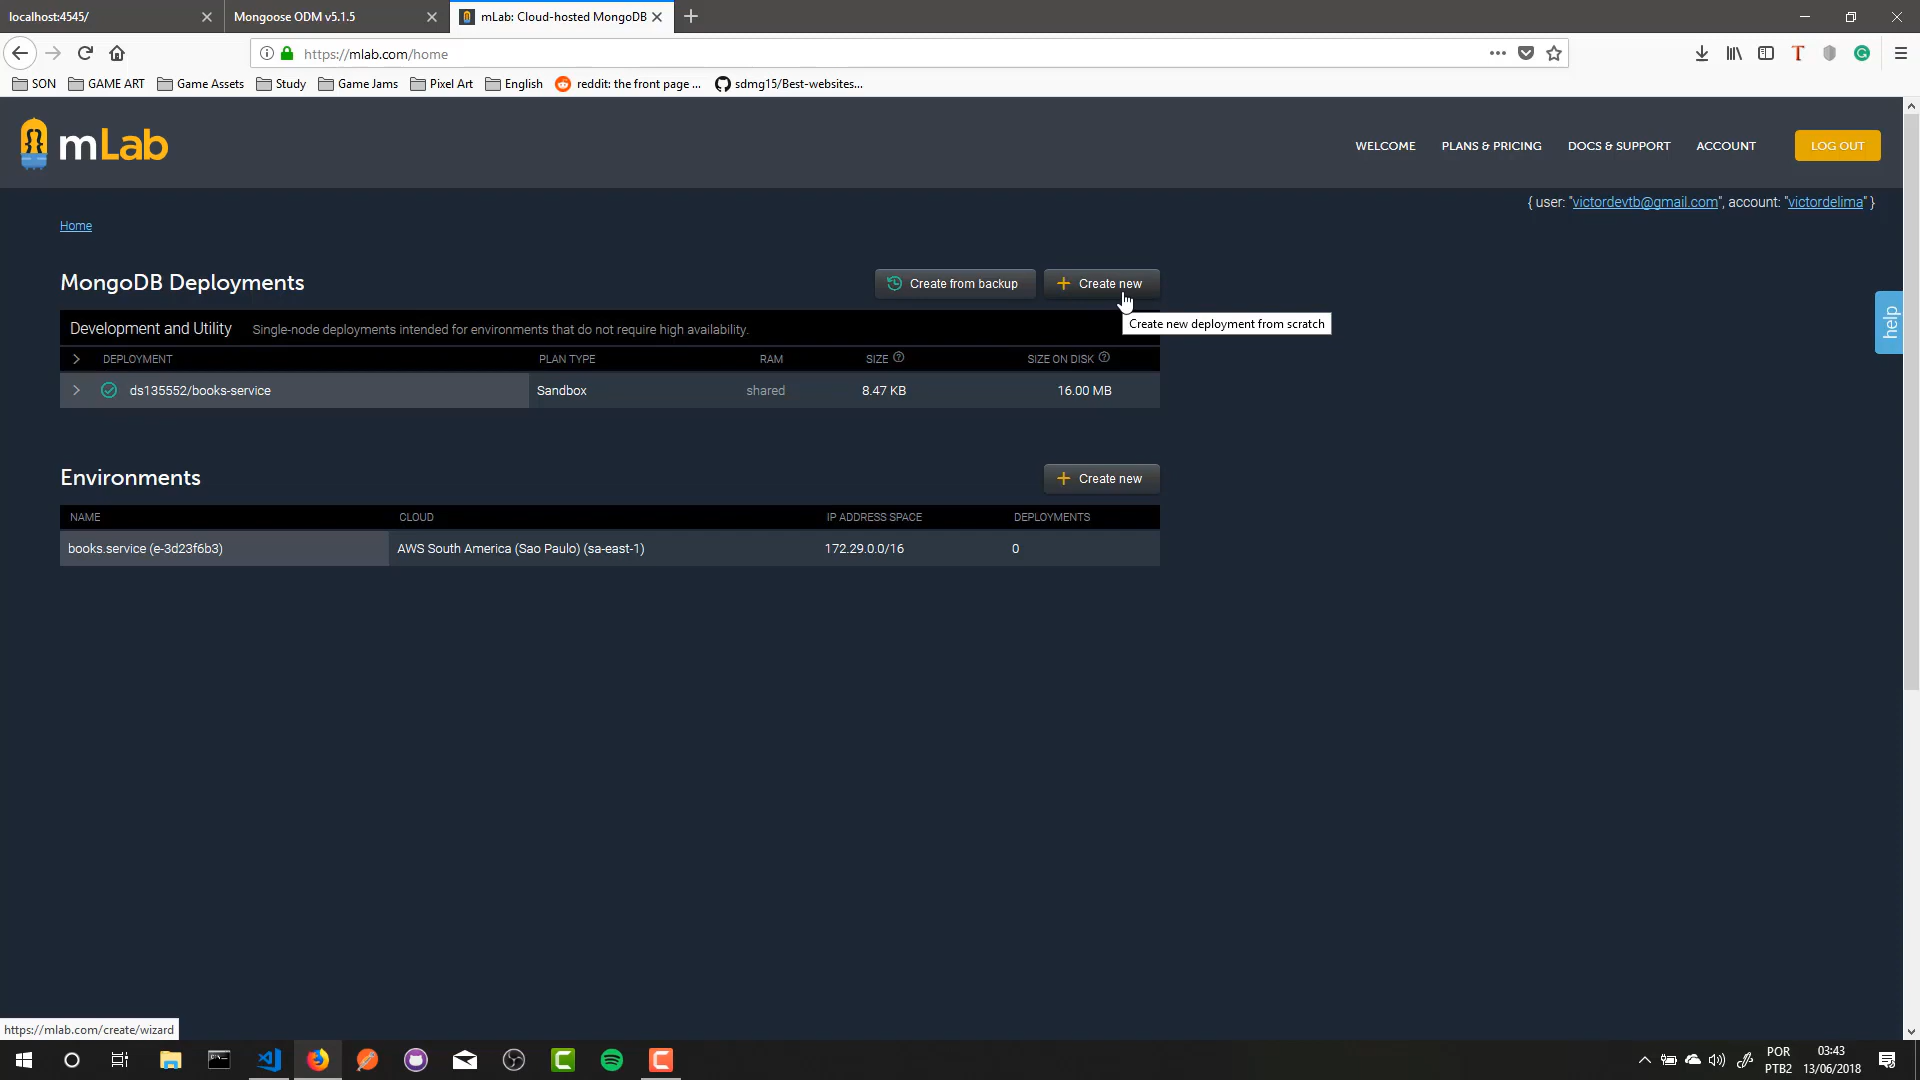 localhost:4545/
Mongoose ODM v5.1.5
mLab: Cloud-hosted MongoDB
https://mlab.com/home
SON
GAME ART
Game Assets
Study
Game Jams
Pixel Art
English
reddit: the front page ...
sdmg15/Best-websites...
mLab
WELCOME
PLANS & PRICING
DOCS & SUPPORT
ACCOUNT
LOG OUT
{ user: "victordevtb@gmail.com", account: "victordelima" }
Home
MongoDB Deployments
Create from backup
Create new
Create new deployment from scratch
help
Development and Utility Single-node deployments intended for environments that do not require high availability.
DEPLOYMENT PLAN TYPE RAM SIZE SIZE ON DISK
ds135552/books-service Sandbox shared 8.47 KB 16.00 MB
Environments
Create new
NAME CLOUD IP ADDRESS SPACE DEPLOYMENTS
books.service (e-3d23f6b3) AWS South America (Sao Paulo) (sa-east-1) 172.29.0.0/16 0
https://mlab.com/create/wizard
POR
PTB2
03:43
13/06/2018